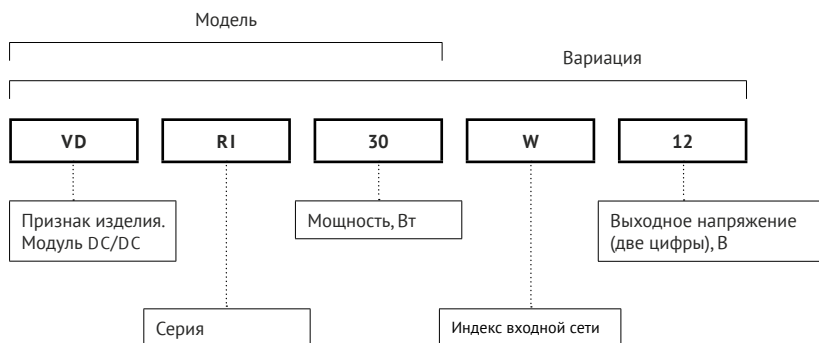 Модель
Вариация
VD RI 30 W 12
Признак изделия.
Модуль DC/DC
Мощность, Вт
Выходное напряжение
(две цифры), В
Серия
Индекс входной сети